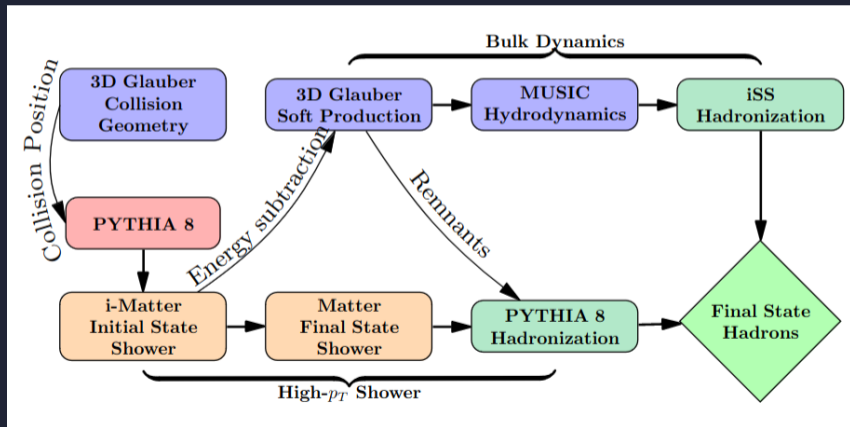 Bulk Dynamics
3D Glauber
Collision
Geometry
3D Glauber
Soft Production
MUSIC
Hydrodynamics
iSS
Hadronization
Collision Position
PYTHIA 8
Energy subtraction
Remnants
i-Matter
Initial State
Shower
Matter
Final State
Shower
PYTHIA 8
Hadronization
Final State
Hadrons
High-pT Shower